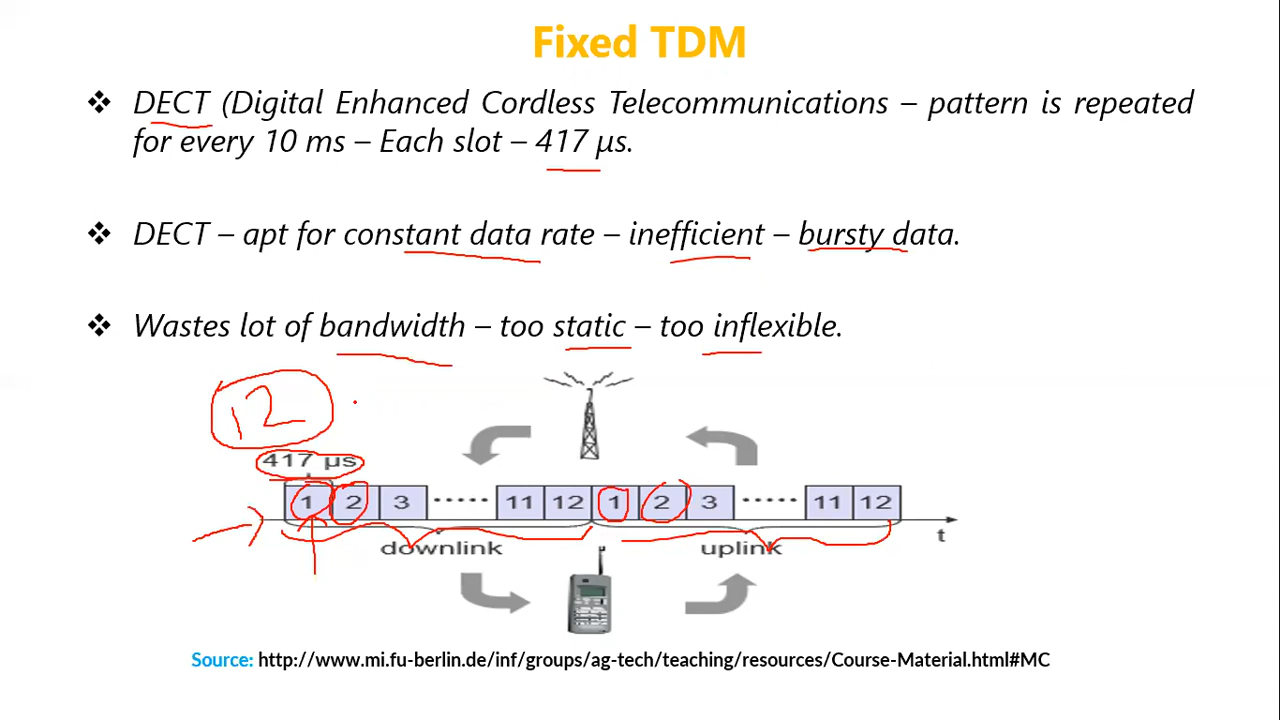 Fixed TDM
❖ DECT (Digital Enhanced Cordless Telecommunications – pattern is repeated
for every 10 ms – Each slot – 417 µs.
❖ DECT – apt for constant data rate – inefficient – bursty data.
❖ Wastes lot of bandwidth – too static – too inflexible.
12
417 µs
1 2 3 ..... 11 12 1 2 3 ..... 11 12
downlink uplink t
Source: http://www.mi.fu-berlin.de/inf/groups/ag-tech/teaching/resources/Course-Material.html#MC